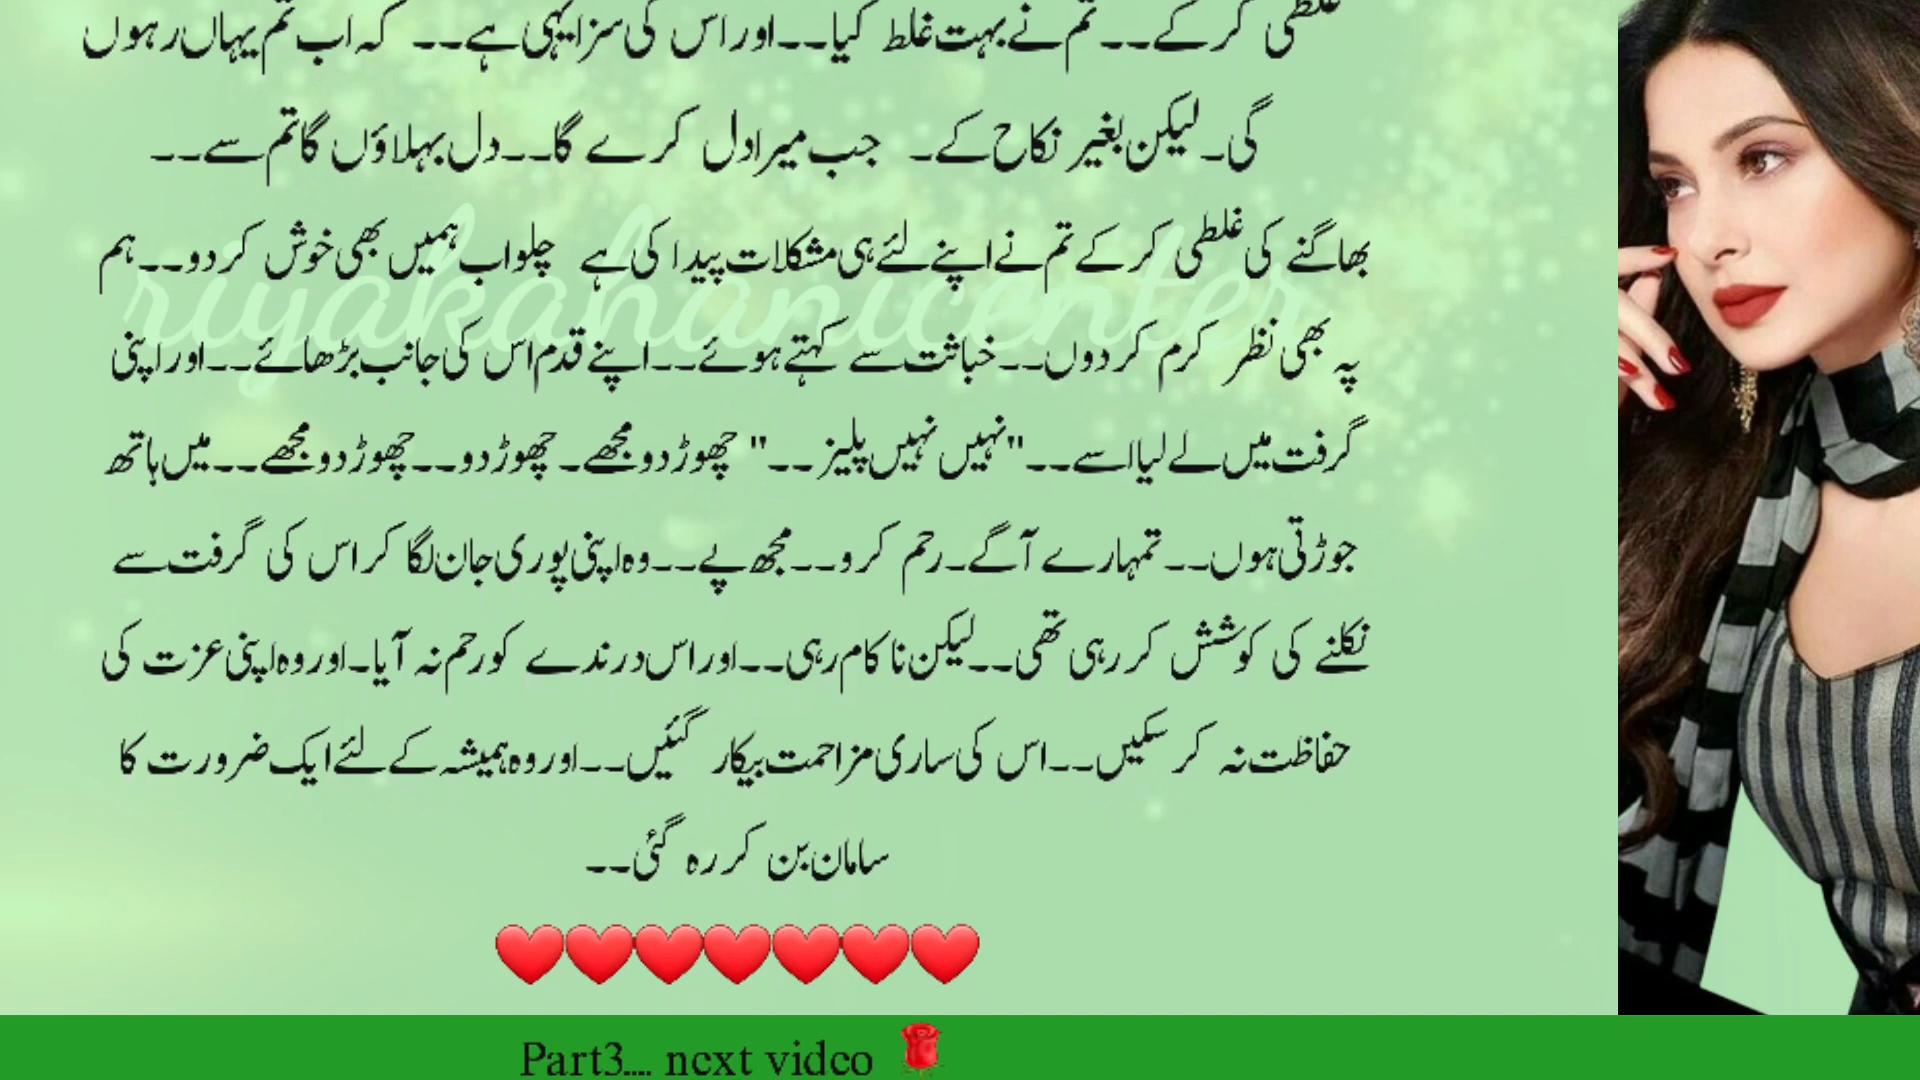 غلطی کرکے۔۔ تم نے بہت غلط کیا۔۔اور اس کی سزا یہی ہے۔۔ کہ اب تم یہاں رہوں
گی۔لیکن بغیر نکاح کے۔ جب میرا دل کرے گا۔۔دل بہلاؤں گا تم سے۔۔
بھاگنے کی غلطی کرکے تم نے اپنے لئے ہی مشکلات پیدا کی ہے چلو اب ہمیں بھی خوش کر دو۔۔ہم
پہ بھی نظر کرم کر دوں۔۔خباثت سے کہتے ہوئے۔۔اپنے قدم اس کی جانب بڑھائے۔۔اور اپنی
riyakahanicenter
گرفت میں لے لیا اسے۔۔"نہیں نہیں پلیز۔۔" چھوڑ دو مجھے۔چھوڑ دو۔۔چھوڑ دو مجھے۔۔میں ہاتھ
جوڑتی ہوں۔۔تمہارے آگے۔رحم کرو۔۔مجھ پے۔۔وہ اپنی پوری جان لگا کر اس کی گرفت سے
نکلنے کی کوشش کر رہی تھی۔۔لیکن ناکام رہی۔۔اور اس درندے کو رحم نہ آیا۔اور وہ اپنی عزت کی
حفاظت نہ کر سکیں۔۔اس کی ساری مزاحمت بیکار گئیں۔۔اور وہ ہمیشہ کے لئے ایک ضرورت کا
سامان بن کر رہ گئی۔۔
❤️❤️❤️❤️❤️❤️❤️
Part3.... next video 🌹